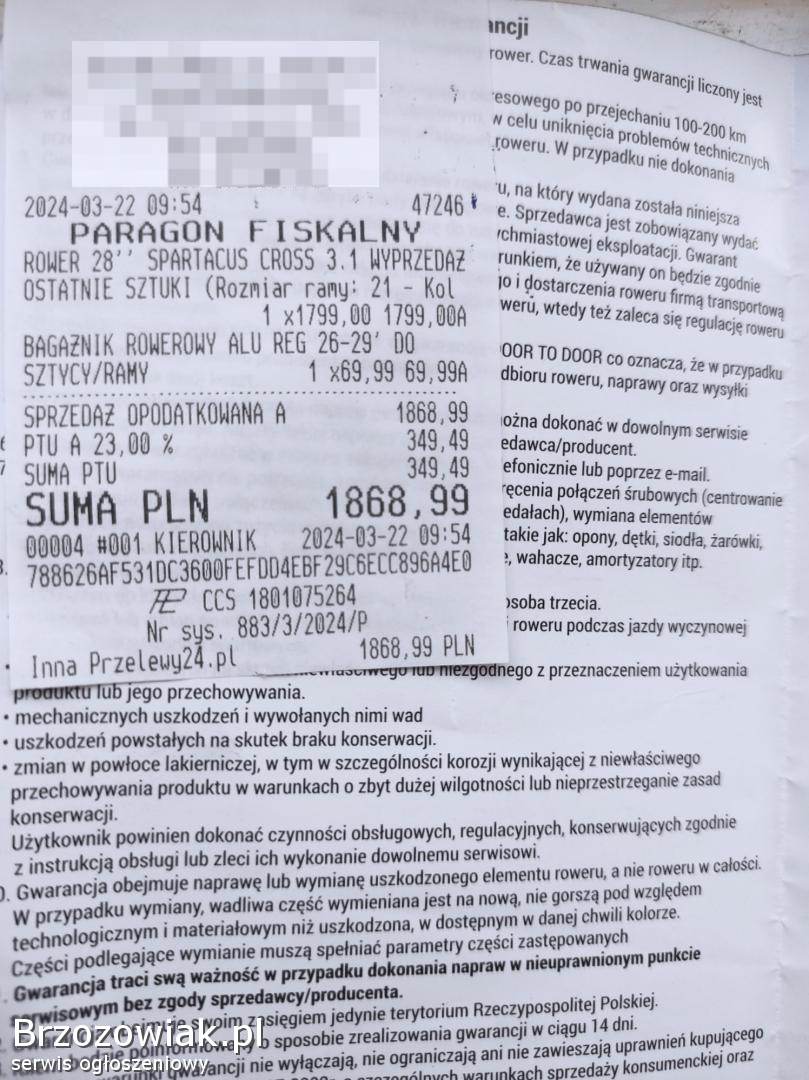 2024-03-22 09:54 47246
PARAGON FISKALNY
ROWER 28'' SPARTACUS CROSS 3.1 WYPRZEDAŻ
OSTATNIE SZTUKI (Rozmiar ramy: 21 - Kol
1 x1799,00 1799,00A
BAGAŻNIK ROWEROWY ALU REG 26-29' DO
SZTYCY/RAMY 1 x69,99 69,99A
SPRZEDAŻ OPODATKOWANA A 1868,99
PTU A 23,00 % 349,49
SUMA PTU 349,49
SUMA PLN 1868,99
00004 #001 KIEROWNIK 2024-03-22 09:54
788626AF531DC3600FEFDD4EBF29C6ECC896A4E0
CCS 1801075264
Nr sys. 883/3/2024/P
Inna Przelewy24.pl 1868,99 PLN
ncji
rower. Czas trwania gwarancji liczony jest
resowego po przejechaniu 100-200 km
w celu uniknięcia problemów technicznych
roweru. W przypadku nie dokonania
u, na który wydana została niniejsza
e. Sprzedawca jest zobowiązany wydać
ychmiastowej eksploatacji. Gwarant
runkiem, że używany on będzie zgodnie
go i dostarczenia roweru firmą transportową
weru, wtedy też zaleca się regulację roweru
OOR TO DOOR co oznacza, że w przypadku
dbioru roweru, naprawy oraz wysyłki
ożna dokonać w dowolnym serwisie
edawca/producent.
efonicznie lub poprzez e-mail.
ręcenia połączeń śrubowych (centrowanie
edałach), wymiana elementów
takie jak: opony, dętki, siodła, żarówki,
e, wahacze, amortyzatory itp.
osoba trzecia.
i roweru podczas jazdy wyczynowej
lub niezgodnego z przeznaczeniem użytkowania
produktu lub jego przechowywania.
• mechanicznych uszkodzeń i wywołanych nimi wad
• uszkodzeń powstałych na skutek braku konserwacji.
• zmian w powłoce lakierniczej, w tym w szczególności korozji wynikającej z niewłaściwego
przechowywania produktu w warunkach o zbyt dużej wilgotności lub nieprzestrzeganie zasad
konserwacji.
Użytkownik powinien dokonać czynności obsługowych, regulacyjnych, konserwujących zgodnie
z instrukcją obsługi lub zleci ich wykonanie dowolnemu serwisowi.
0. Gwarancja obejmuje naprawę lub wymianę uszkodzonego elementu roweru, a nie roweru w całości.
W przypadku wymiany, wadliwa część wymieniana jest na nową, nie gorszą pod względem
technologicznym i materiałowym niż uszkodzona, w dostępnym w danej chwili kolorze.
Części podlegające wymianie muszą spełniać parametry części zastępowanych
. Gwarancja traci swą ważność w przypadku dokonania napraw w nieuprawnionym punkcie
serwisowym bez zgody sprzedawcy/producenta.
swoim zasięgiem jedynie terytorium Rzeczypospolitej Polskiej.
o sposobie zrealizowania gwarancji w ciągu 14 dni.
gwarancji nie wyłączają, nie ograniczają ani nie zawieszają uprawnień kupującego
o szczególnych warunkach sprzedaży konsumenckiej oraz
Brzozowiak.pl
serwis ogłoszeniowy